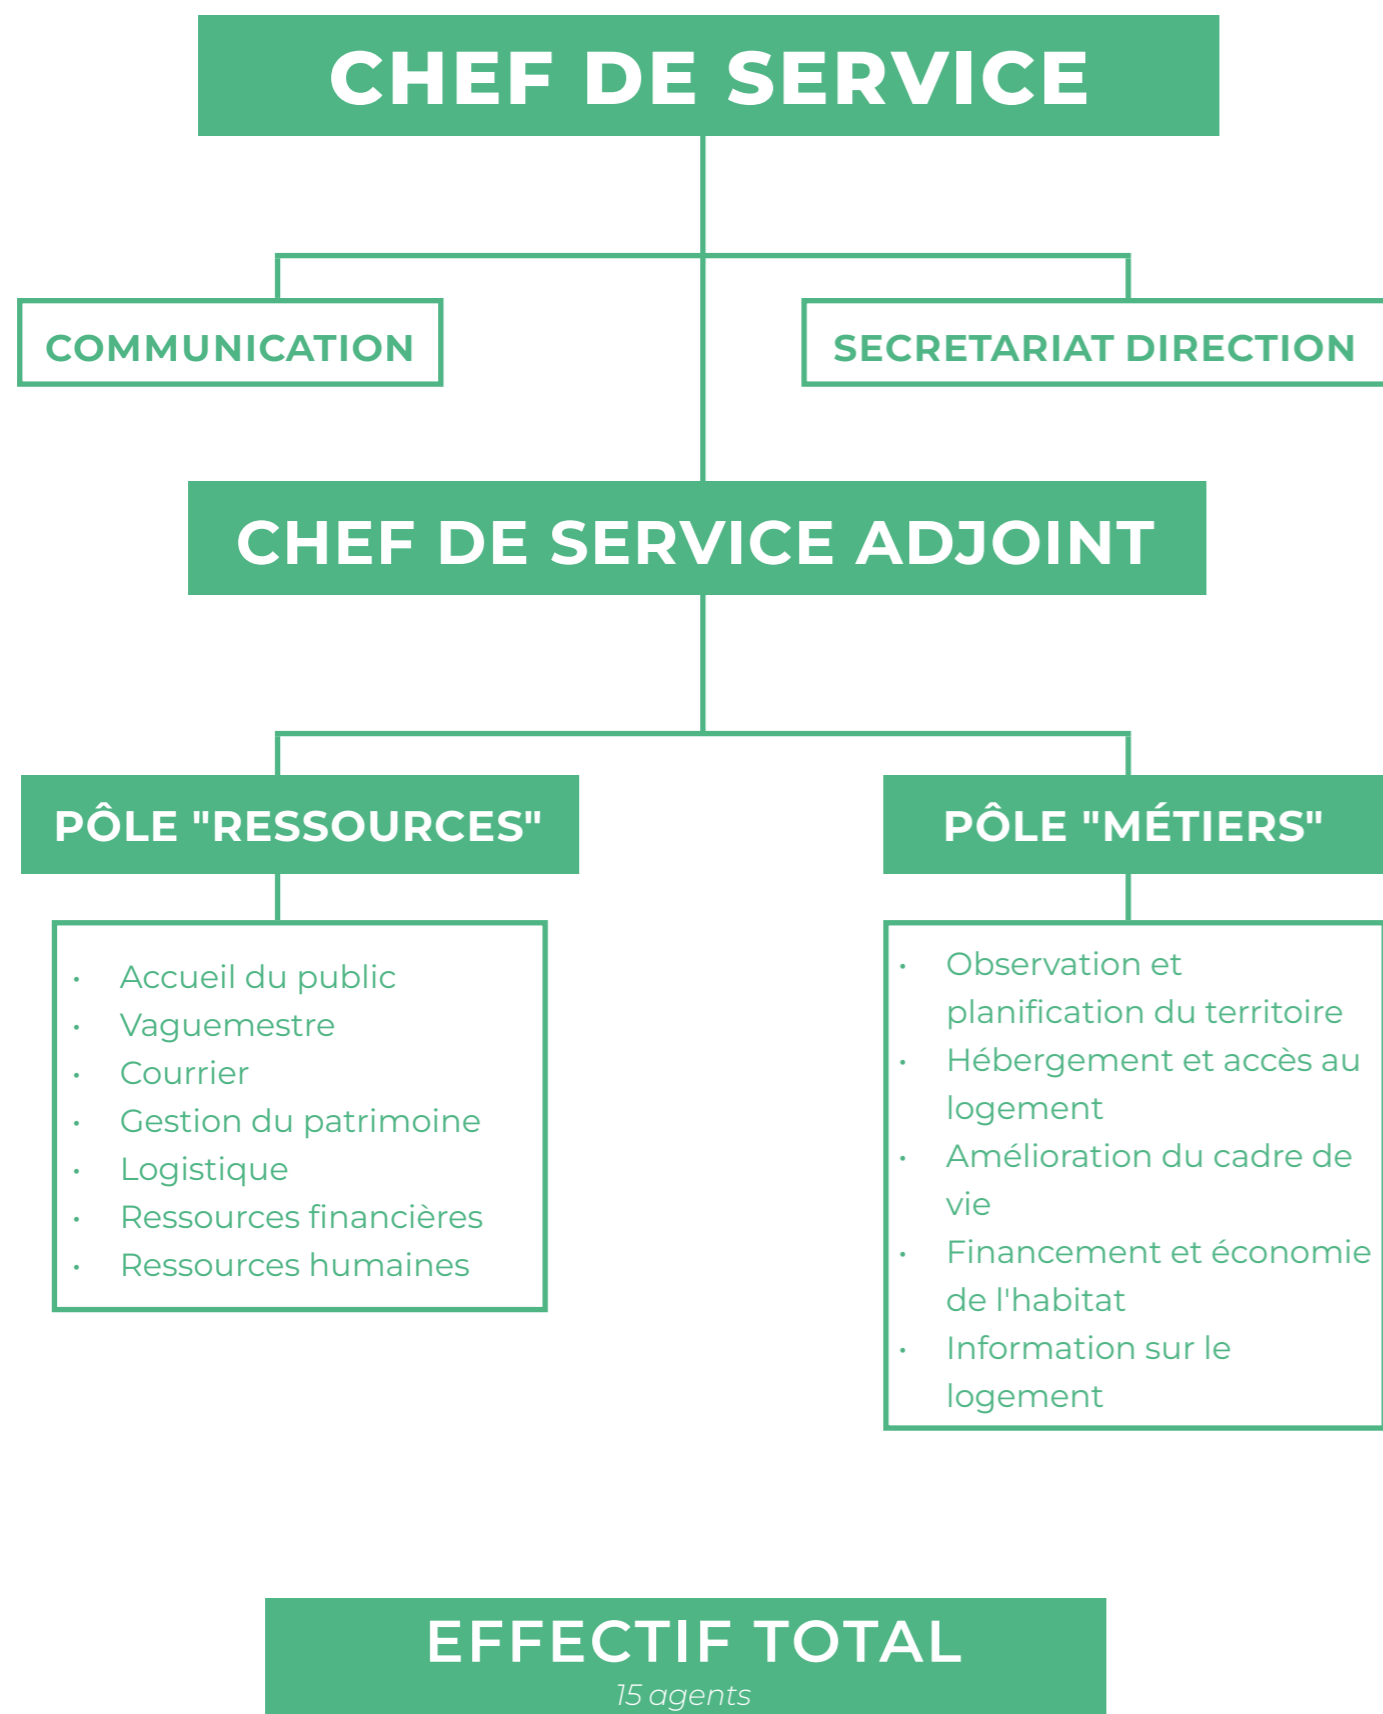 CHEF DE SERVICE
COMMUNICATION
SECRETARIAT DIRECTION
CHEF DE SERVICE ADJOINT
PÔLE "RESSOURCES"
• Accueil du public
• Vaguemestre
• Courrier
• Gestion du patrimoine
• Logistique
• Ressources financières
• Ressources humaines
PÔLE "MÉTIERS"
• Observation et
planification du territoire
• Hébergement et accès au
logement
• Amélioration du cadre de
vie
• Financement et économie
de l'habitat
• Information sur le
logement
EFFECTIF TOTAL
15 agents